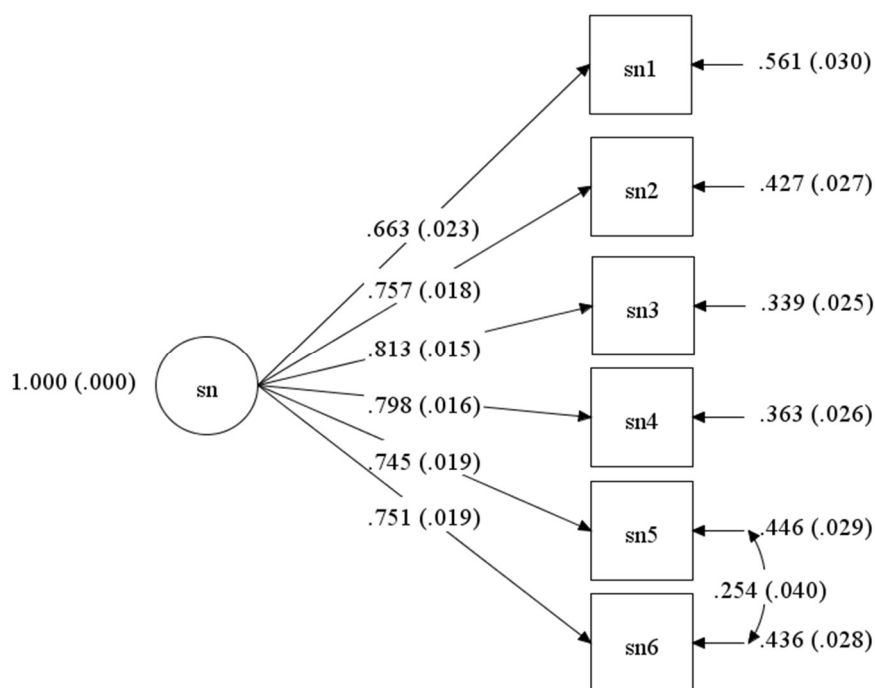 sn1
.561 (.030)
sn2
.427 (.027)
.663 (.023)
.757 (.018)
sn3
.339 (.025)
.813 (.015)
1.000 (.000)
sn
.798 (.016)
sn4
.363 (.026)
.745 (.019)
.751 (.019)
sn5
.446 (.029)
.254 (.040)
sn6
.436 (.028)